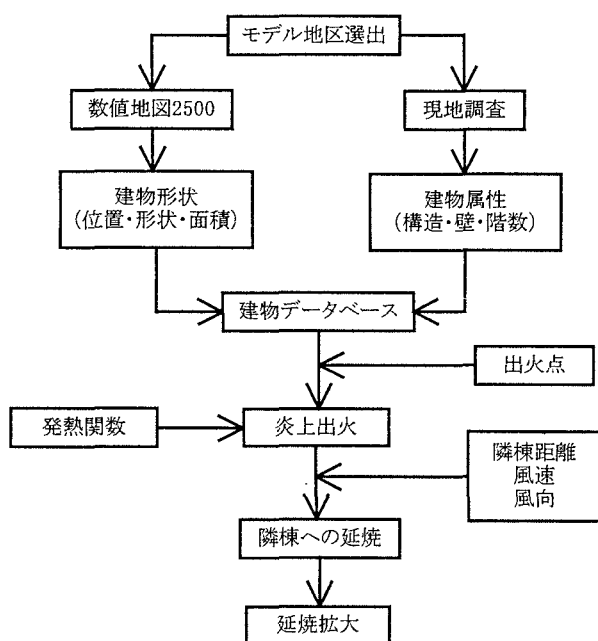 モデル地区選出
数値地図2500
現地調査
建物形状
(位置・形状・面積)
建物属性
(構造・壁・階数)
建物データベース
出火点
発熱関数
炎上出火
隣棟距離
風速
風向
隣棟への延焼
延焼拡大